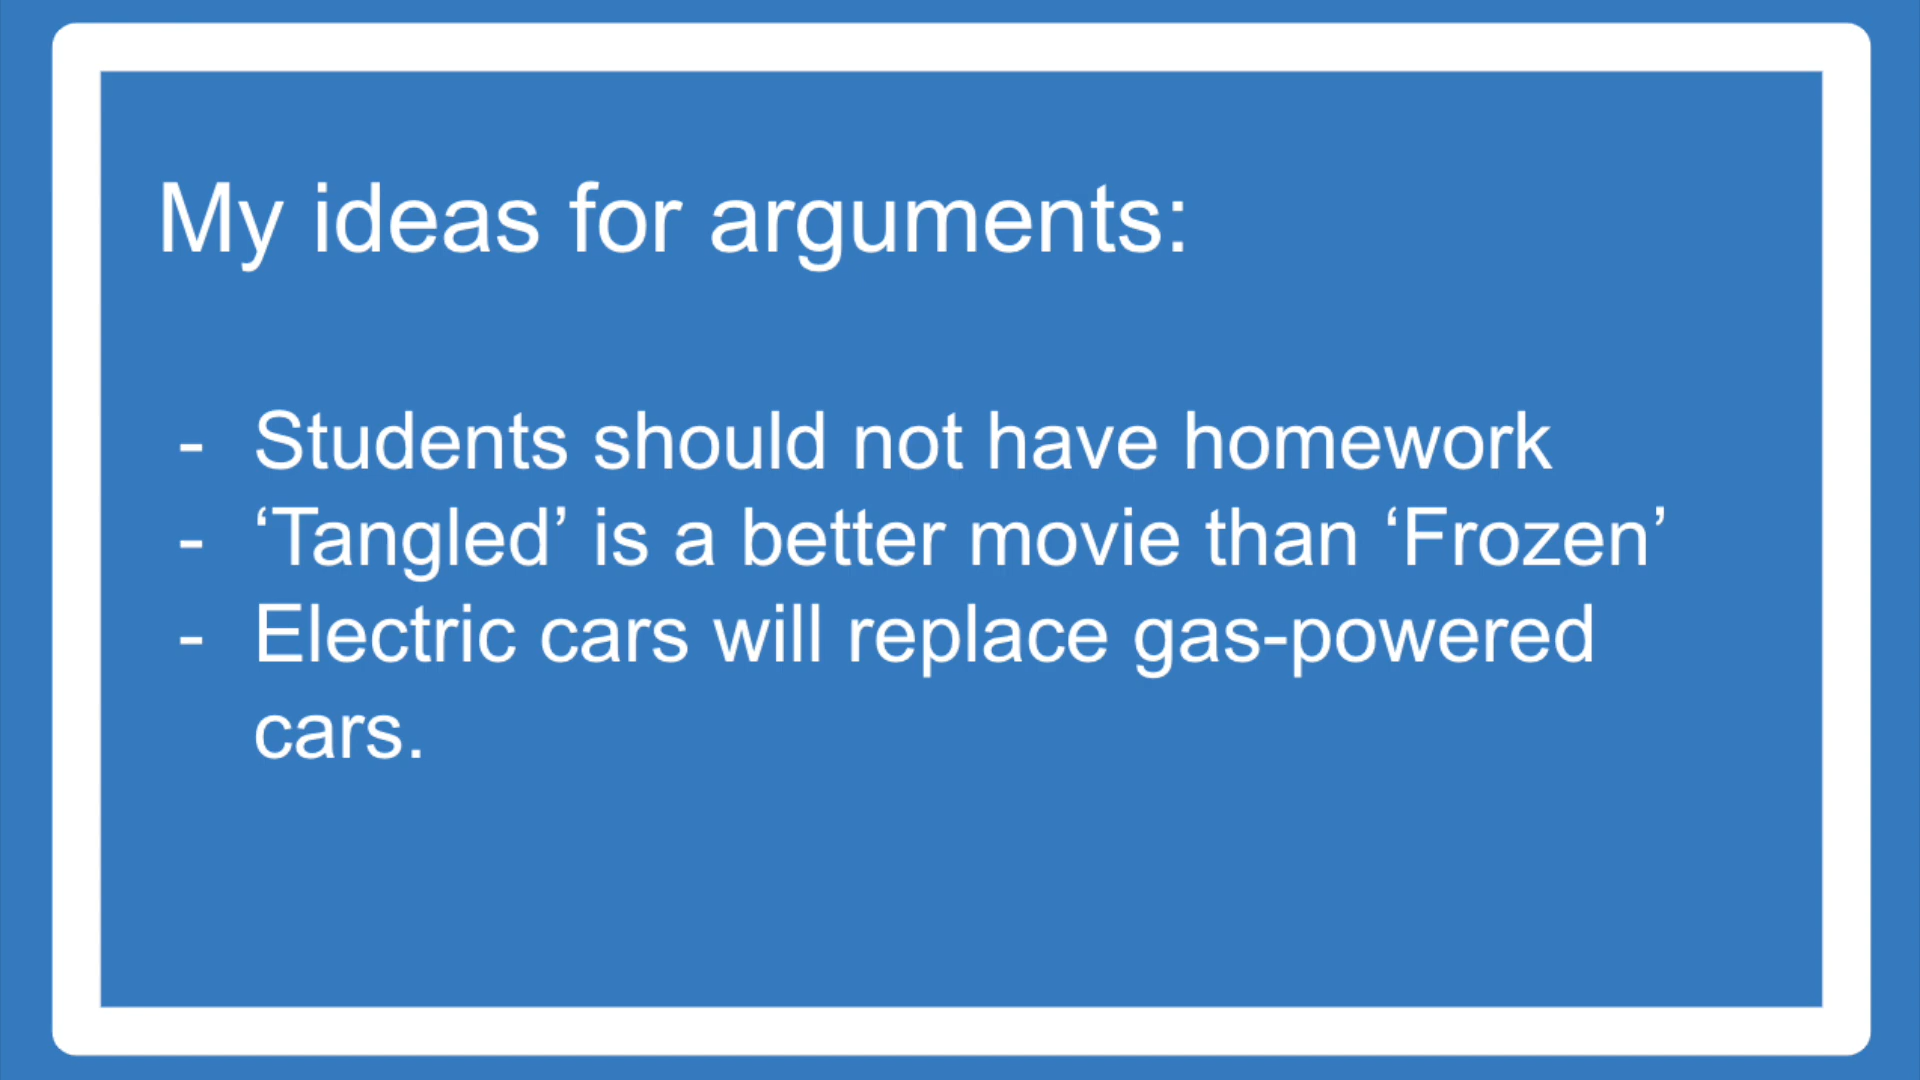 My ideas for arguments:
- Students should not have homework
- ‘Tangled’ is a better movie than ‘Frozen’
- Electric cars will replace gas-powered
cars.